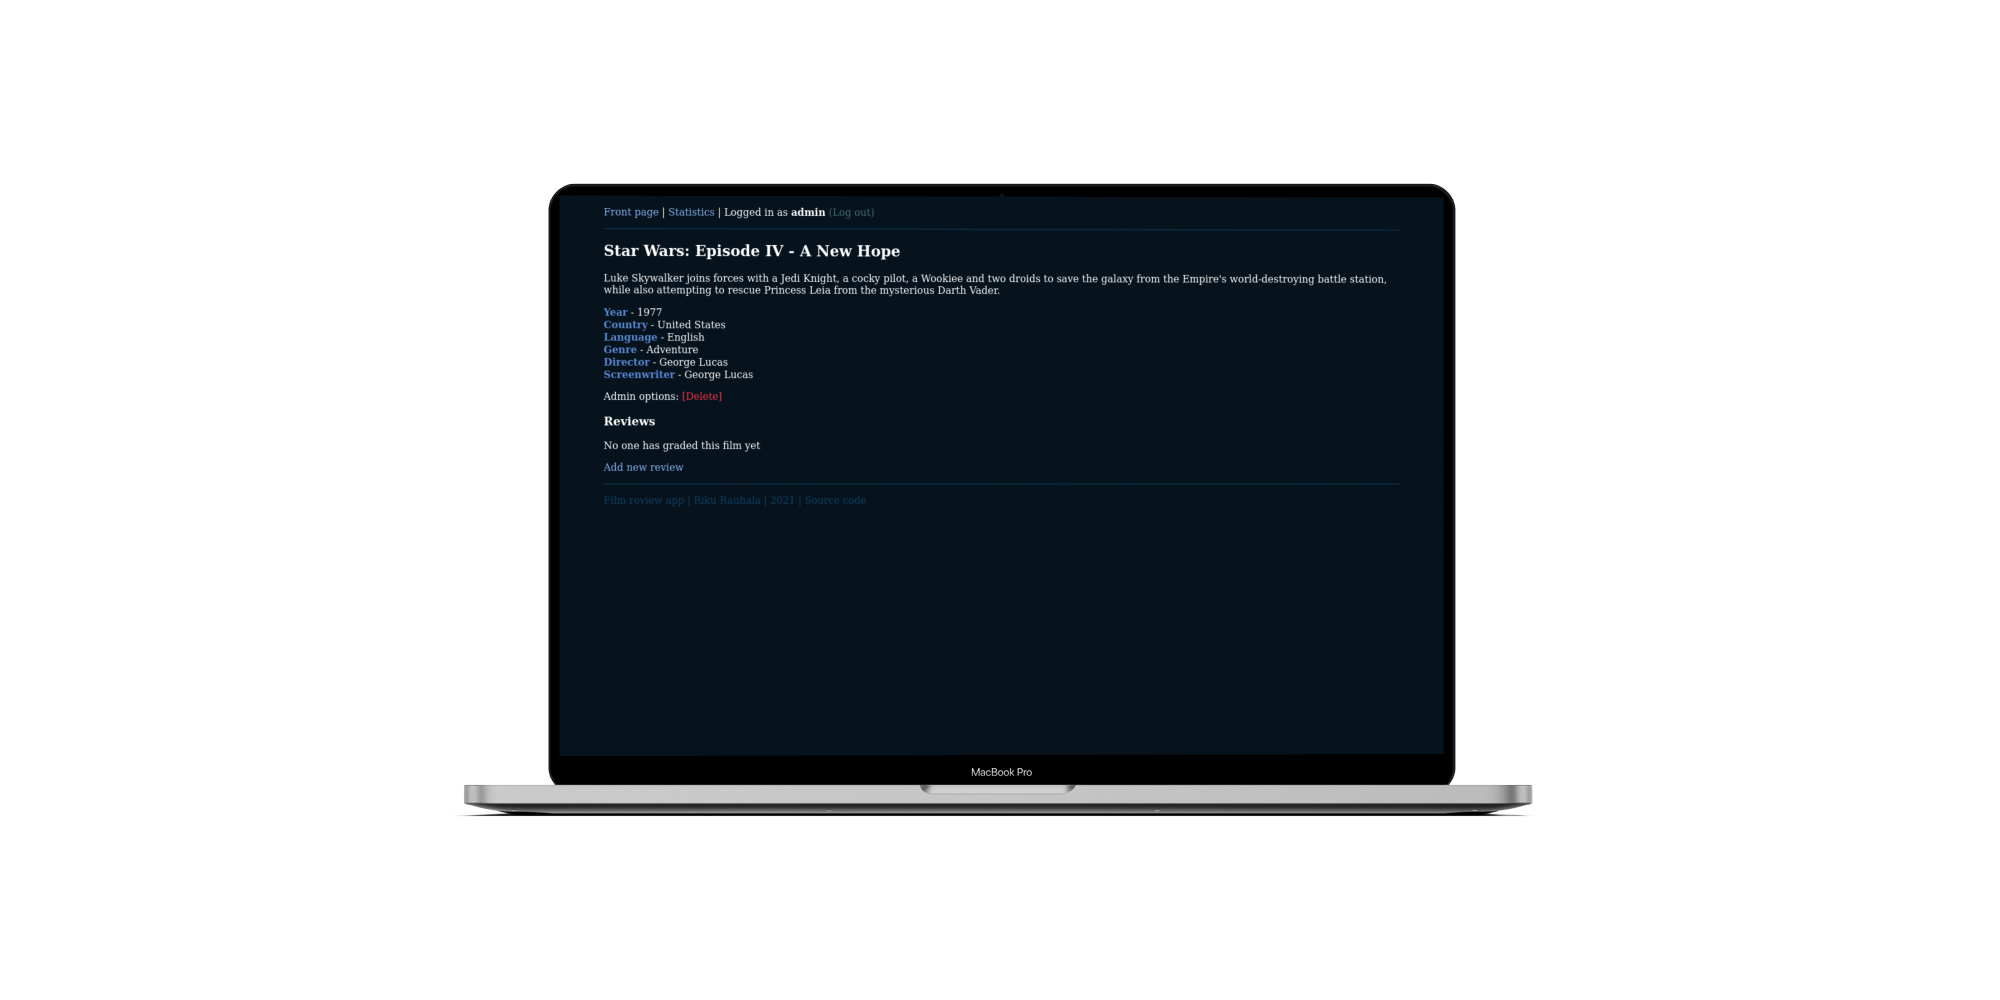 Front page | Statistics | Logged in as admin (Log out)
Star Wars: Episode IV - A New Hope
Luke Skywalker joins forces with a Jedi Knight, a cocky pilot, a Wookiee and two droids to save the galaxy from the Empire's world-destroying battle station,
while also attempting to rescue Princess Leia from the mysterious Darth Vader.
Year - 1977
Country - United States
Language - English
Genre - Adventure
Director - George Lucas
Screenwriter - George Lucas
Admin options: [Delete]
Reviews
No one has graded this film yet
Add new review
Film review app | Riku Rauhala | 2021 | Source code
MacBook Pro